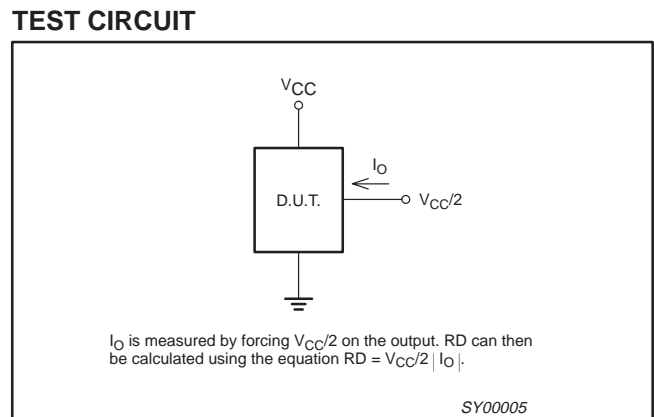 TEST CIRCUIT
VCC
IO
D.U.T.
VCC/2
IO is measured by forcing VCC/2 on the output. RD can then
be calculated using the equation RD = VCC/2 | IO |.
SY00005